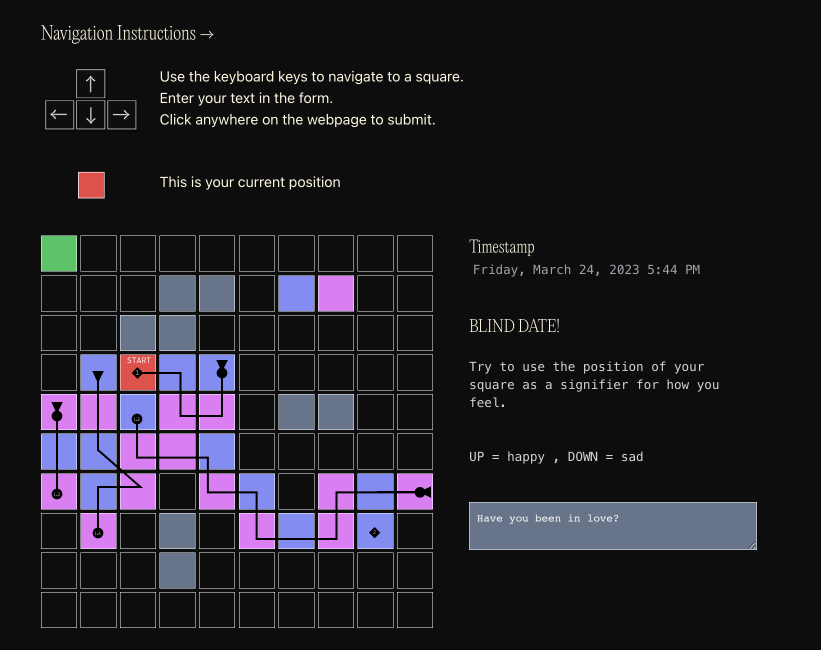 Navigation Instructions →
Use the keyboard keys to navigate to a square.
Enter your text in the form.
Click anywhere on the webpage to submit.
This is your current position
Timestamp
Friday, March 24, 2023 5:44 PM
BLIND DATE!
Try to use the position of your
square as a signifier for how you
feel.
UP = happy , DOWN = sad
Have you been in love?
START
1